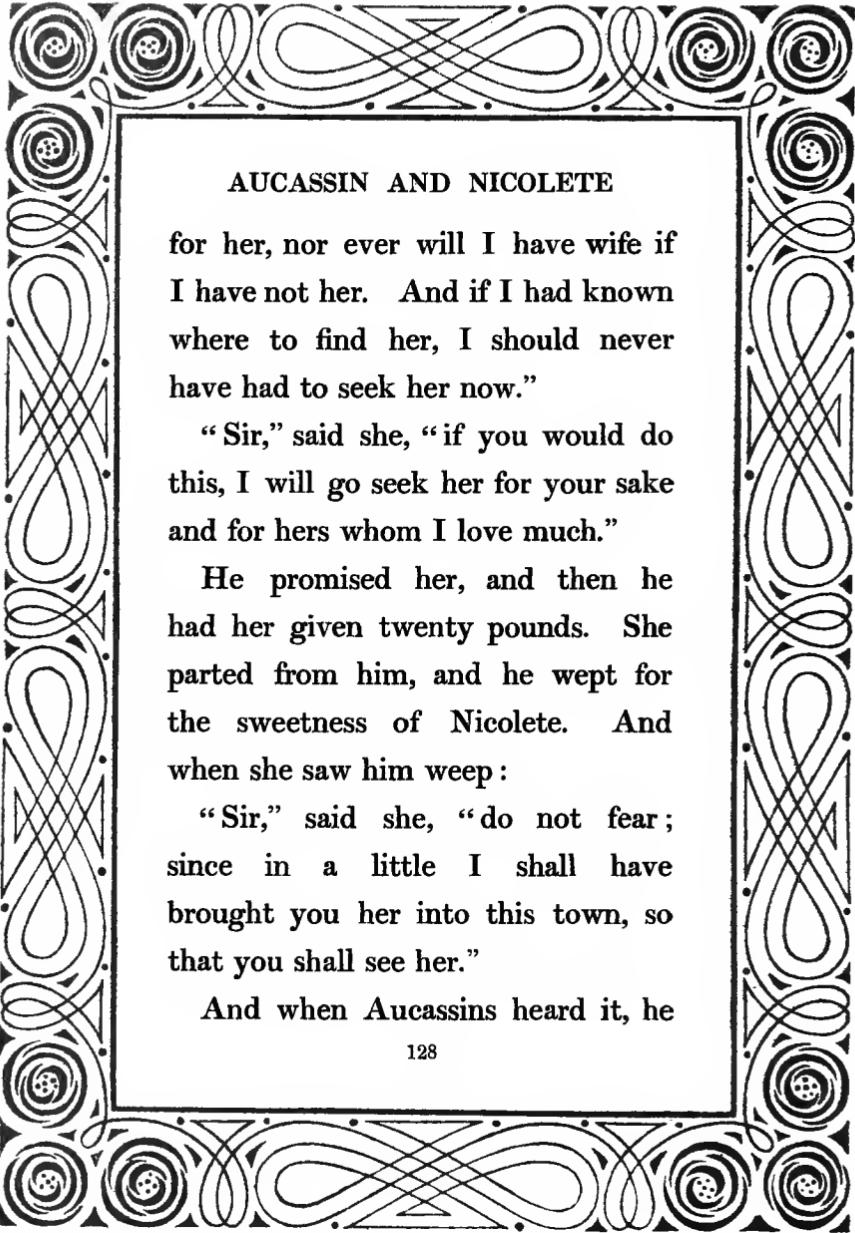 AUCASSIN AND NICOLETE
for her, nor ever will I have wife if
I have not her. And if I had known
where to find her, I should never
have had to seek her now.”
“Sir,” said she, “if you would do
this, I will go seek her for your sake
and for hers whom I love much.”
He promised her, and then he
had her given twenty pounds. She
parted from him, and he wept for
the sweetness of Nicolete. And
when she saw him weep :
“Sir,” said she, “do not fear ;
since in a little I shall have
brought you her into this town, so
that you shall see her.”
And when Aucassins heard it, he
128